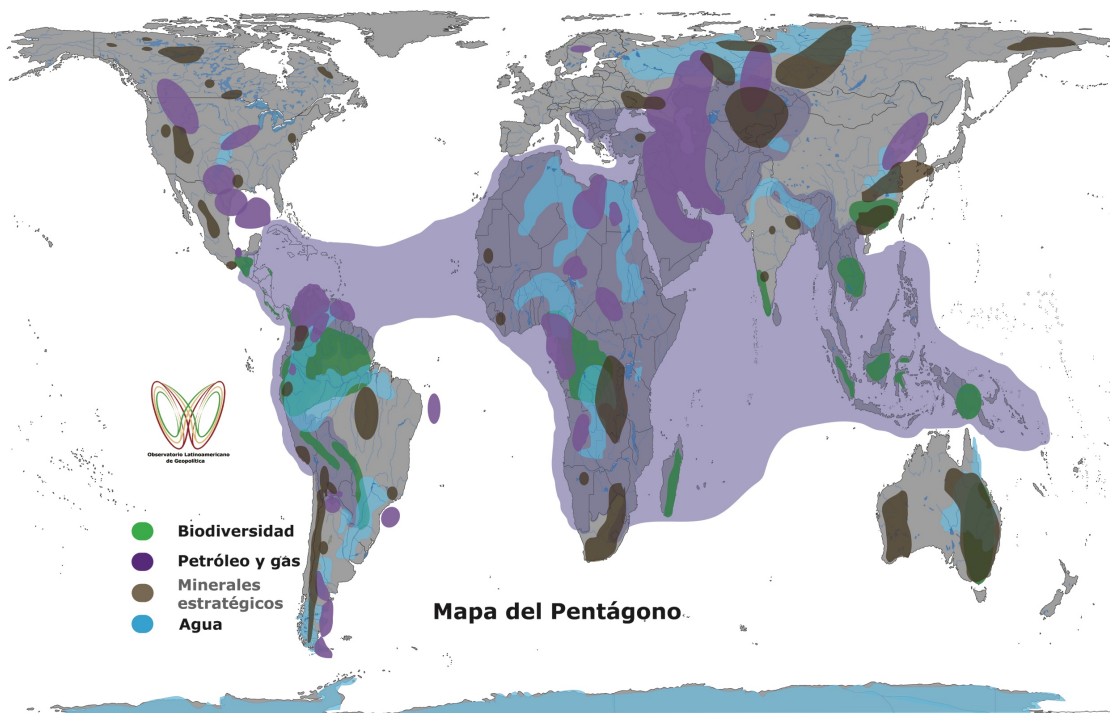 Observatorio Latinoamericano
de Geopolítica
Biodiversidad
Petróleo y gas
Minerales
estratégicos
Agua
Mapa del Pentágono